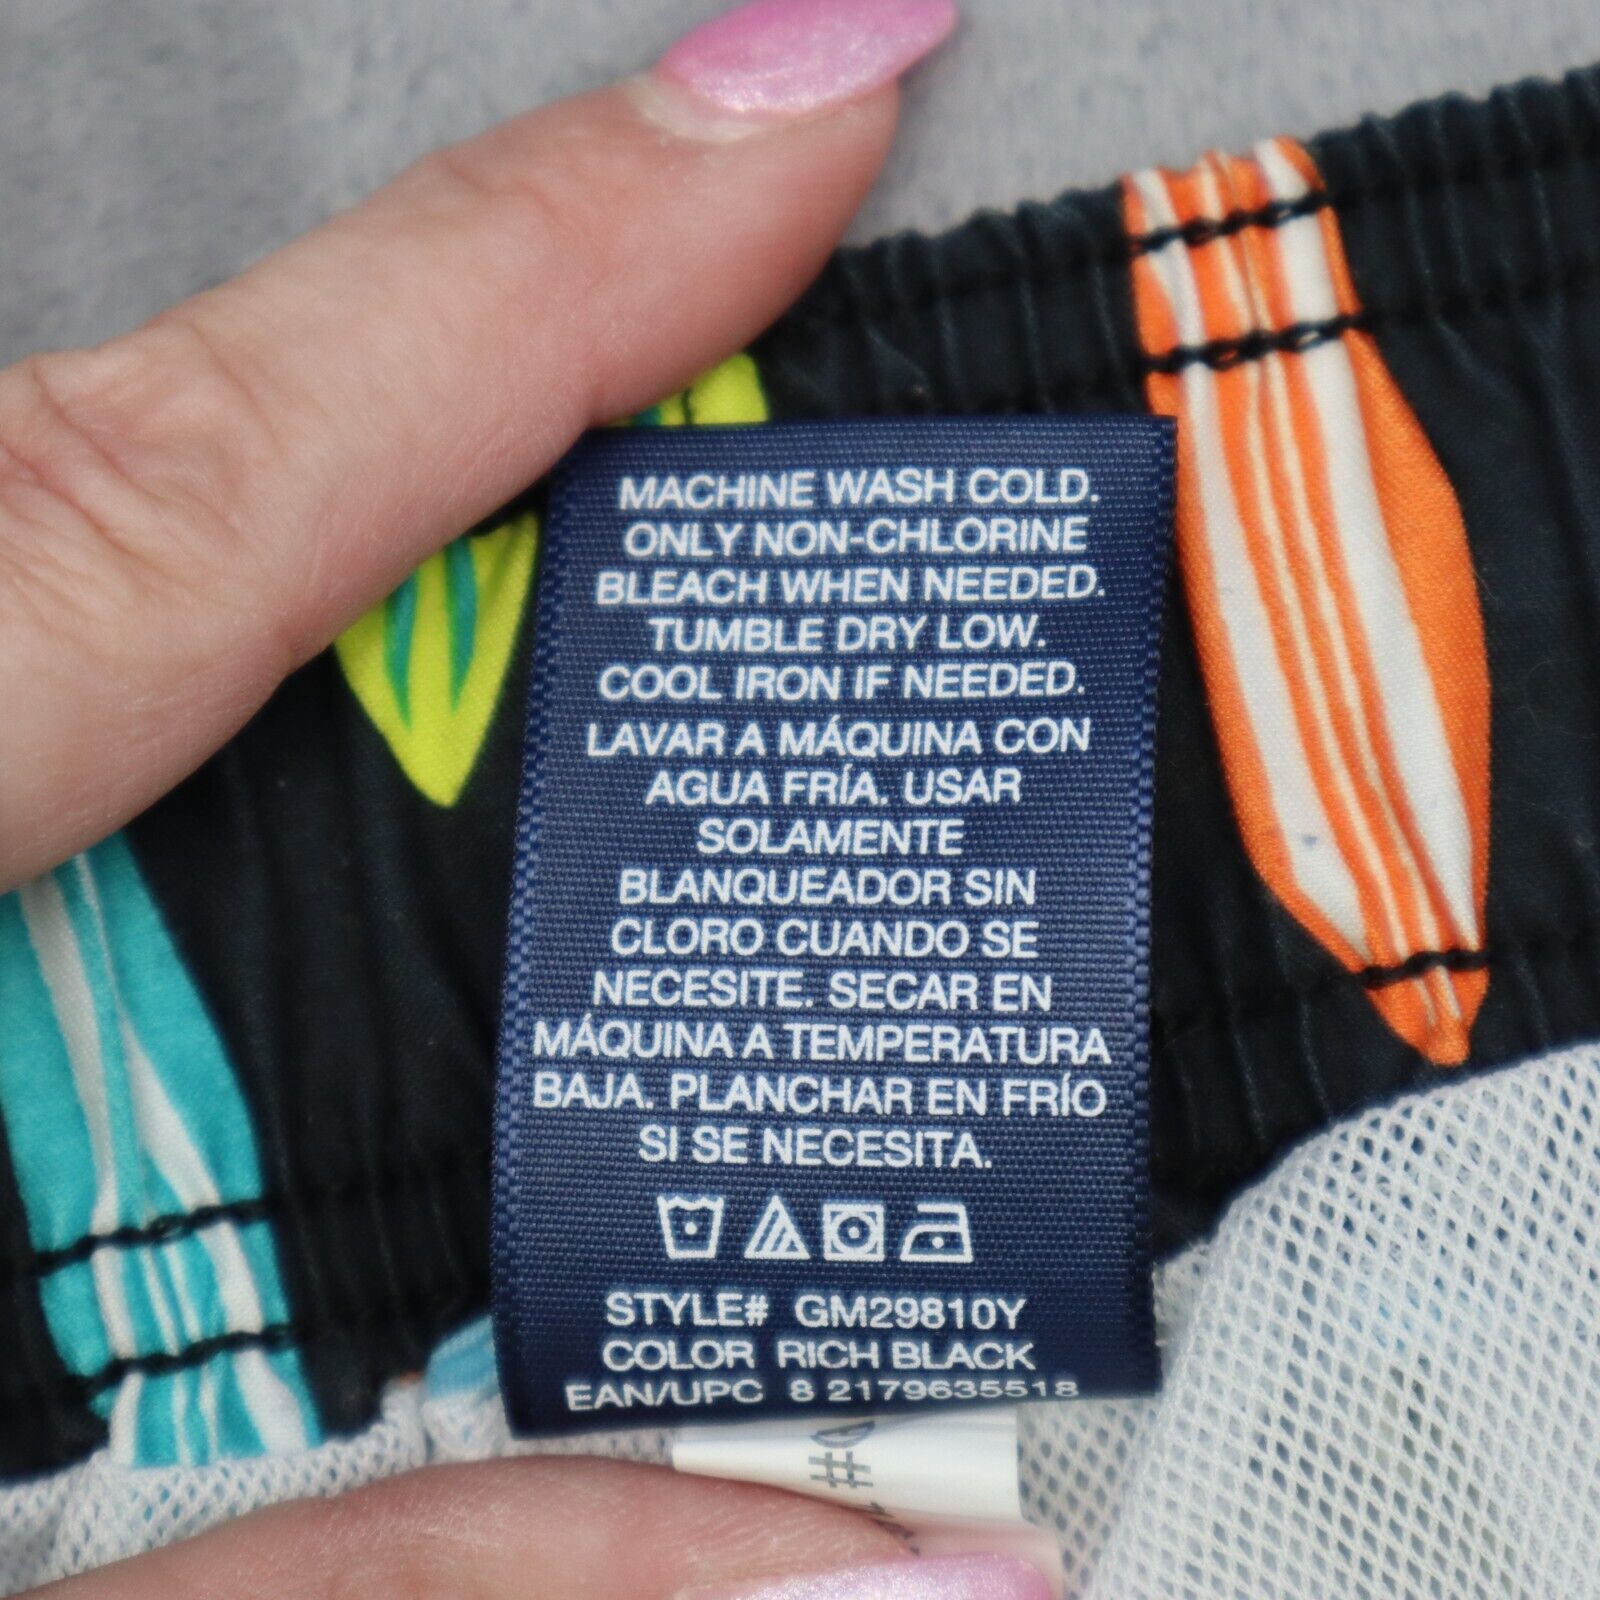 MACHINE WASH COLD.
ONLY NON-CHLORINE
BLEACH WHEN NEEDED.
TUMBLE DRY LOW.
COOL IRON IF NEEDED.
LAVAR A MÁQUINA CON
AGUA FRÍA. USAR
SOLAMENTE
BLANQUEADOR SIN
CLORO CUANDO SE
NECESITE. SECAR EN
MÁQUINA A TEMPERATURA
BAJA. PLANCHAR EN FRÍO
SI SE NECESITA.
STYLE# GM29810Y
COLOR RICH BLACK
EAN/UPC 8 2179635518